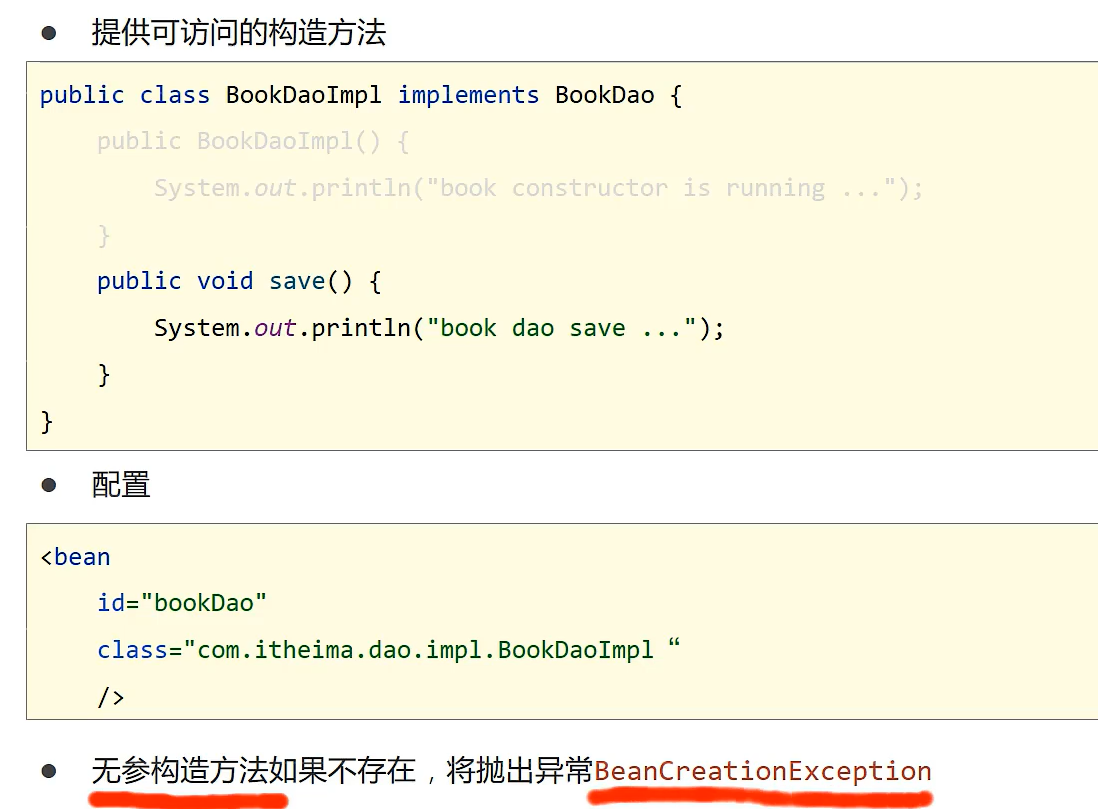 提供可访问的构造方法
public class BookDaoImpl implements BookDao {
public BookDaoImpl() {
System.out.println("book constructor is running ...");
}
public void save() {
System.out.println("book dao save ...");
}
}
配置
<bean
id="bookDao"
class="com.itheima.dao.impl.BookDaoImpl “
/>
无参构造方法如果不存在，将抛出异常BeanCreationException